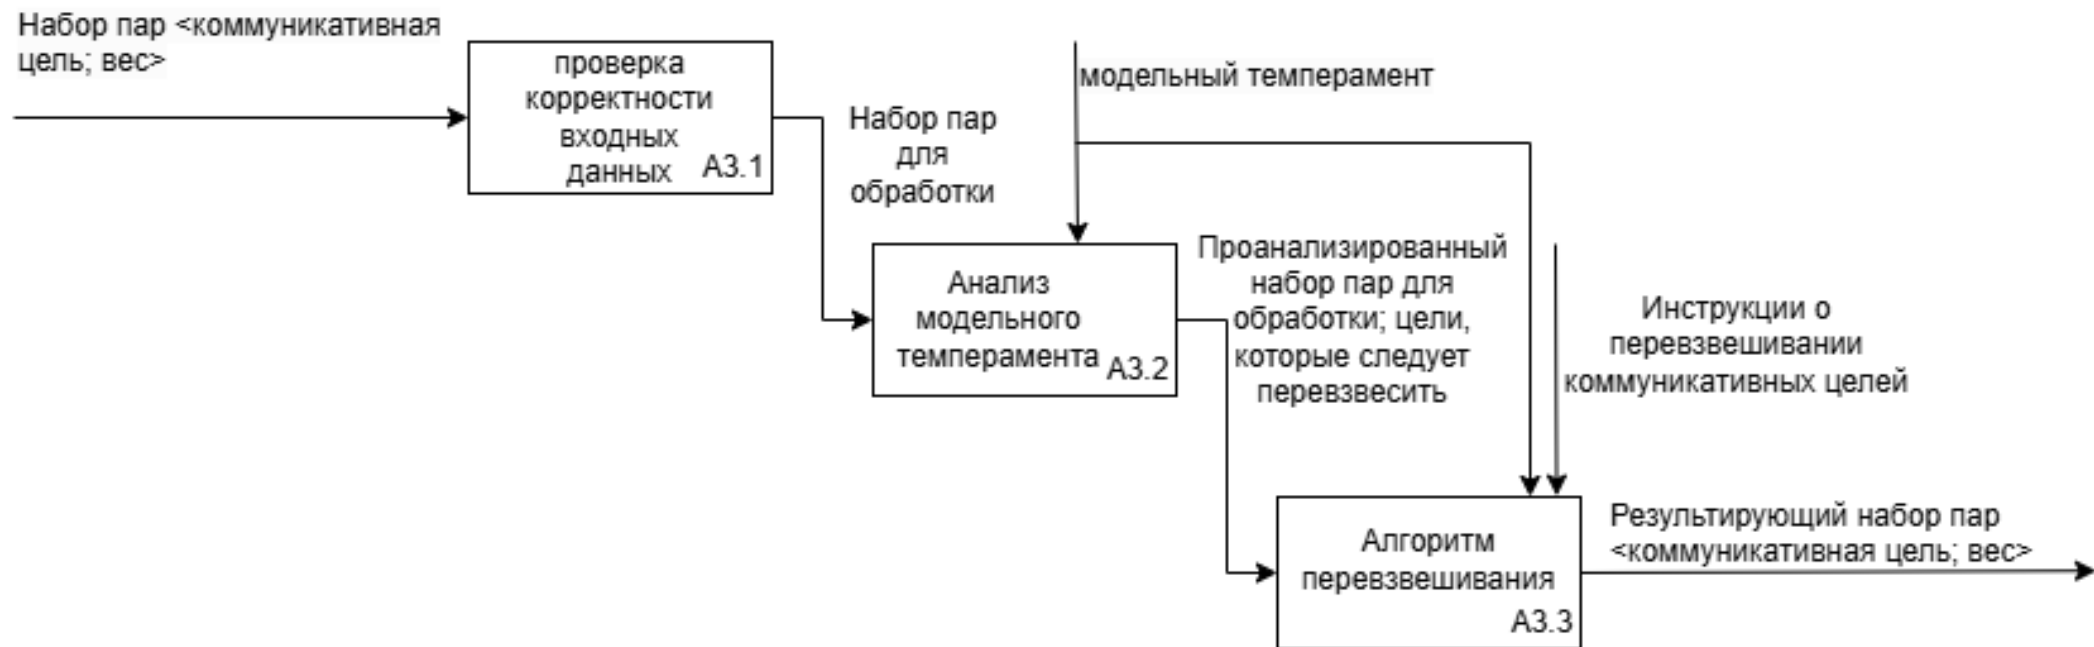 Набор пар <коммуникативная
цель; вес>
проверка
корректности
входных
данных
А3.1
модельный темперамент
Набор пар
для
обработки
Анализ
модельного
темперамента
А3.2
Проанализированный
набор пар для
обработки; цели,
которые следует
перевзвесить
Инструкции о
перевзвешивании
коммуникативных целей
Алгоритм
перевзвешивания
А3.3
Результирующий набор пар
<коммуникативная цель; вес>